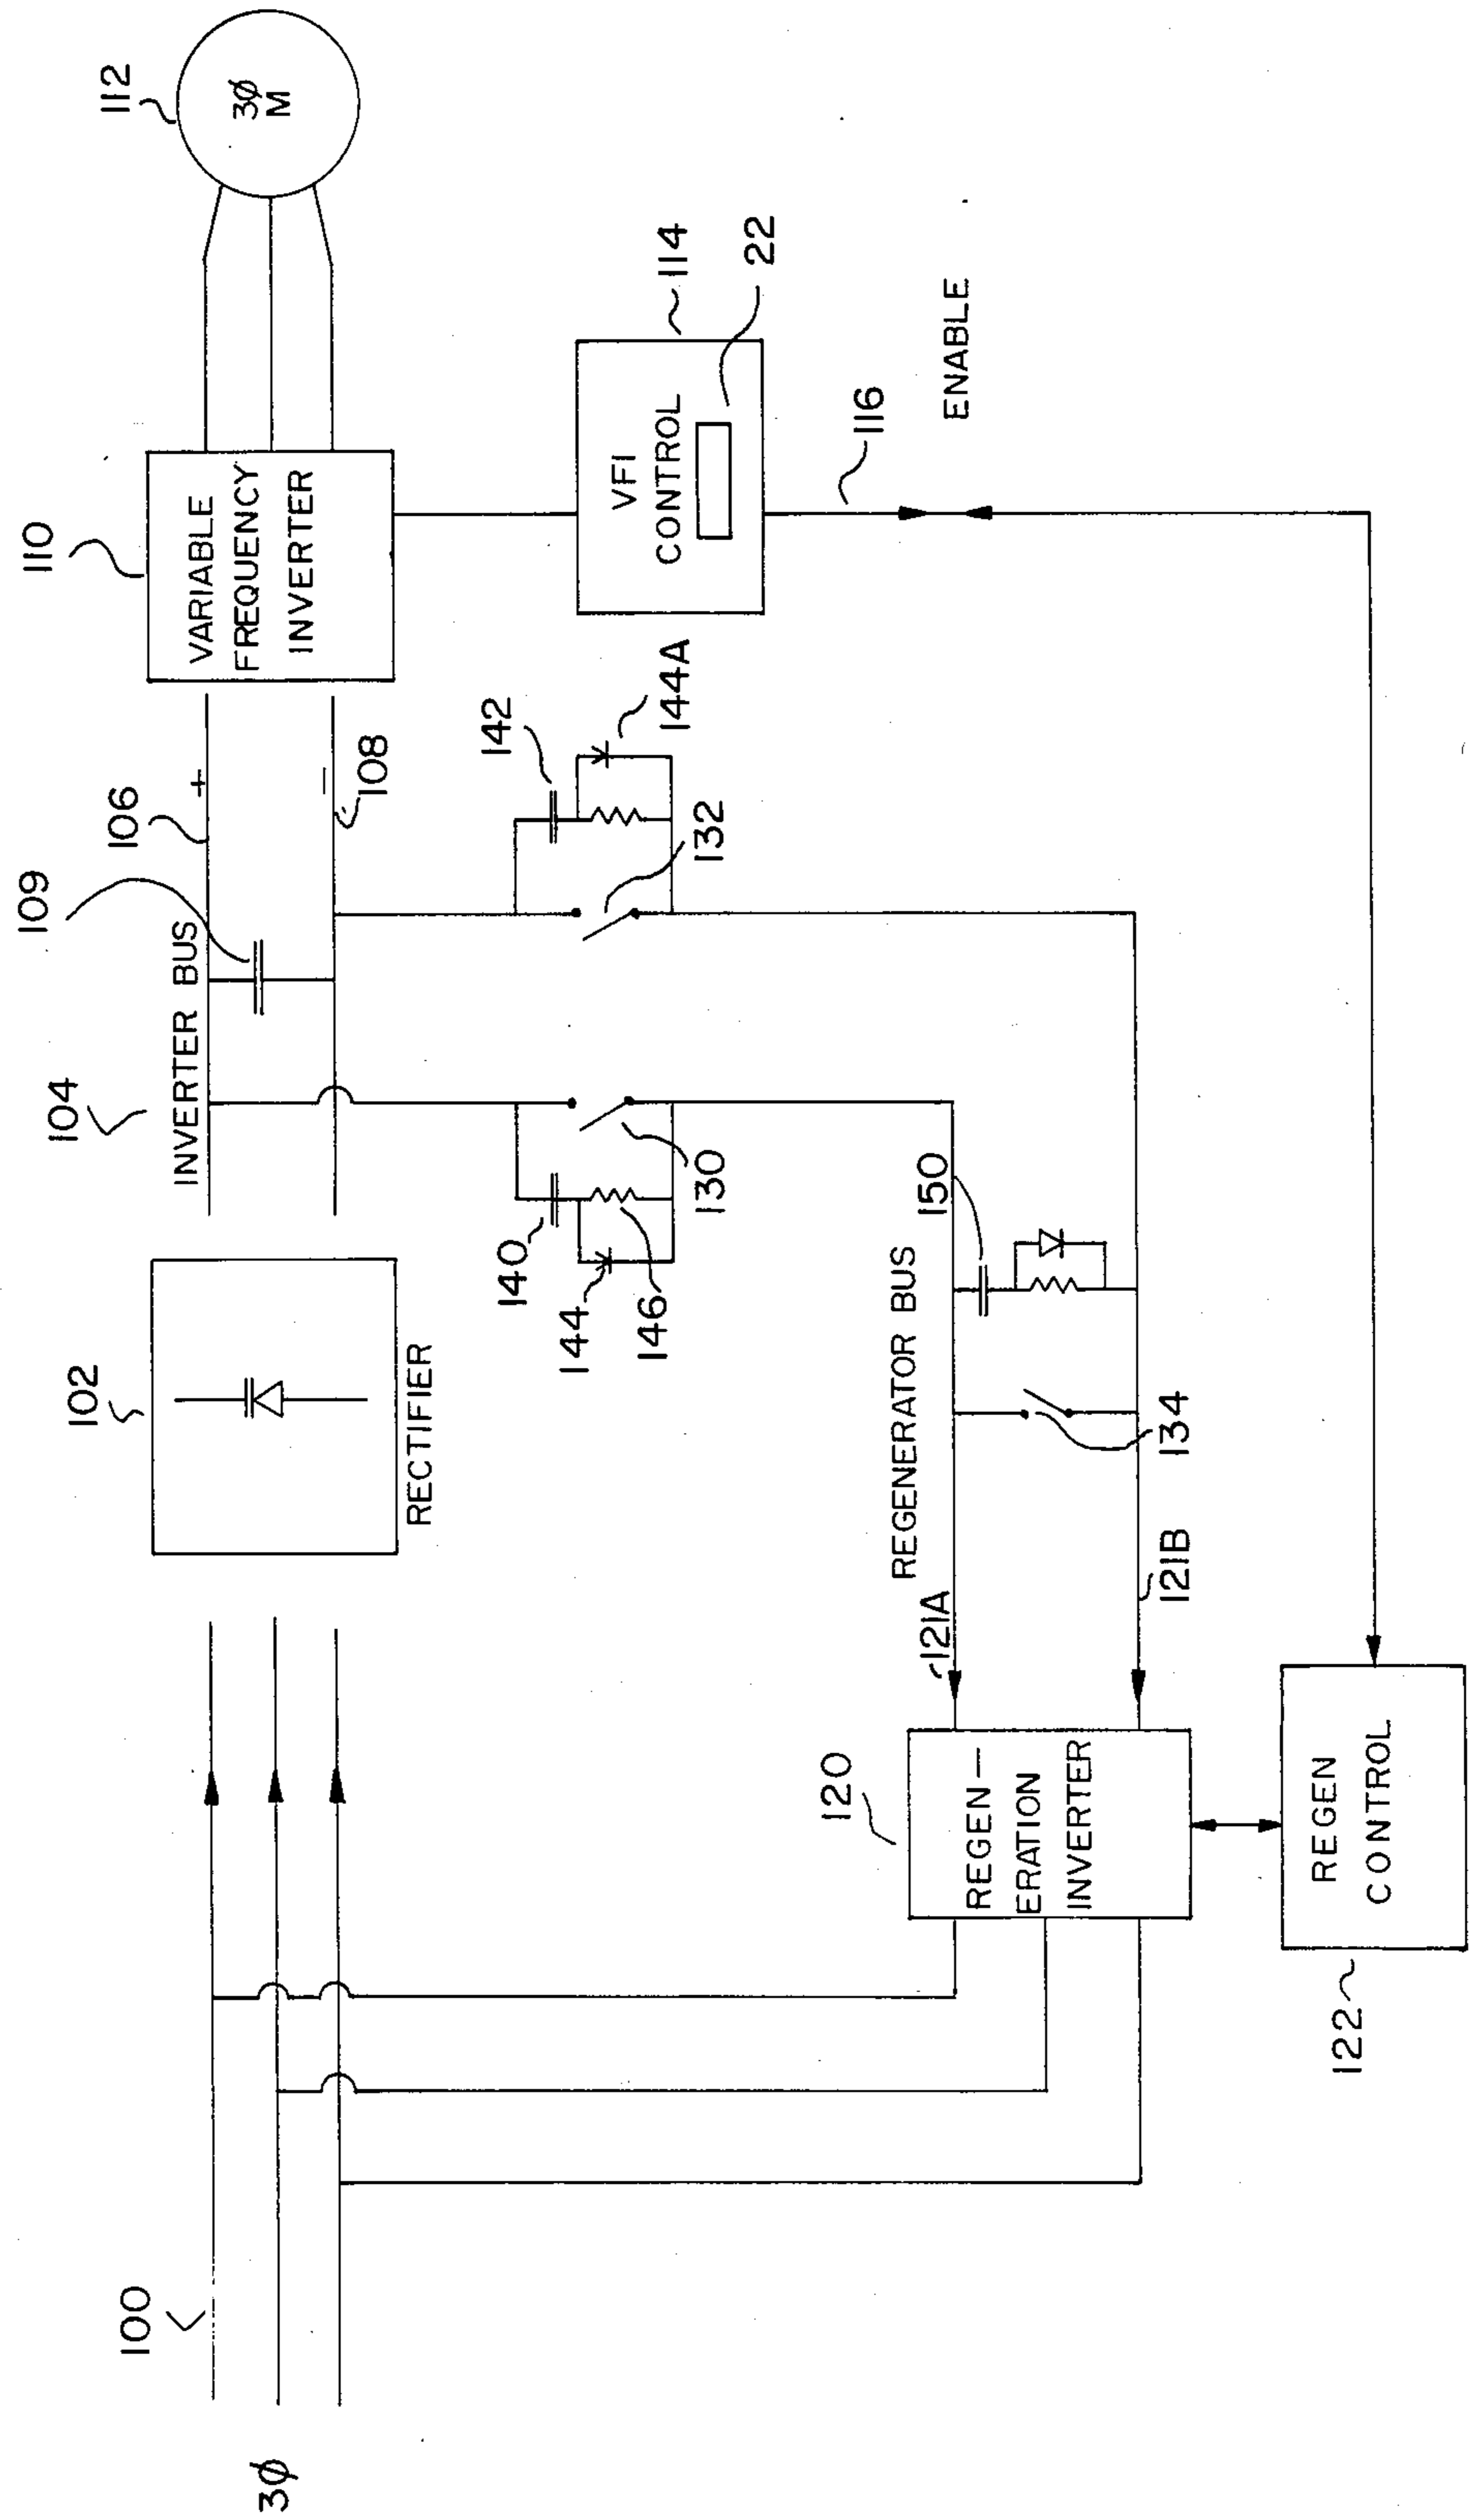 3Ø
100
102
RECTIFIER
104
INVERTER BUS
109
106
+
−
108
110
VARIABLE
FREQUENCY
INVERTER
112
3Ø
M
140
144
146
130
142
144A
132
VFI
CONTROL
114
22
116
ENABLE
REGENERATOR BUS
150
134
121A
121B
120
REGEN—
ERATION
INVERTER
122
REGEN
CONTROL